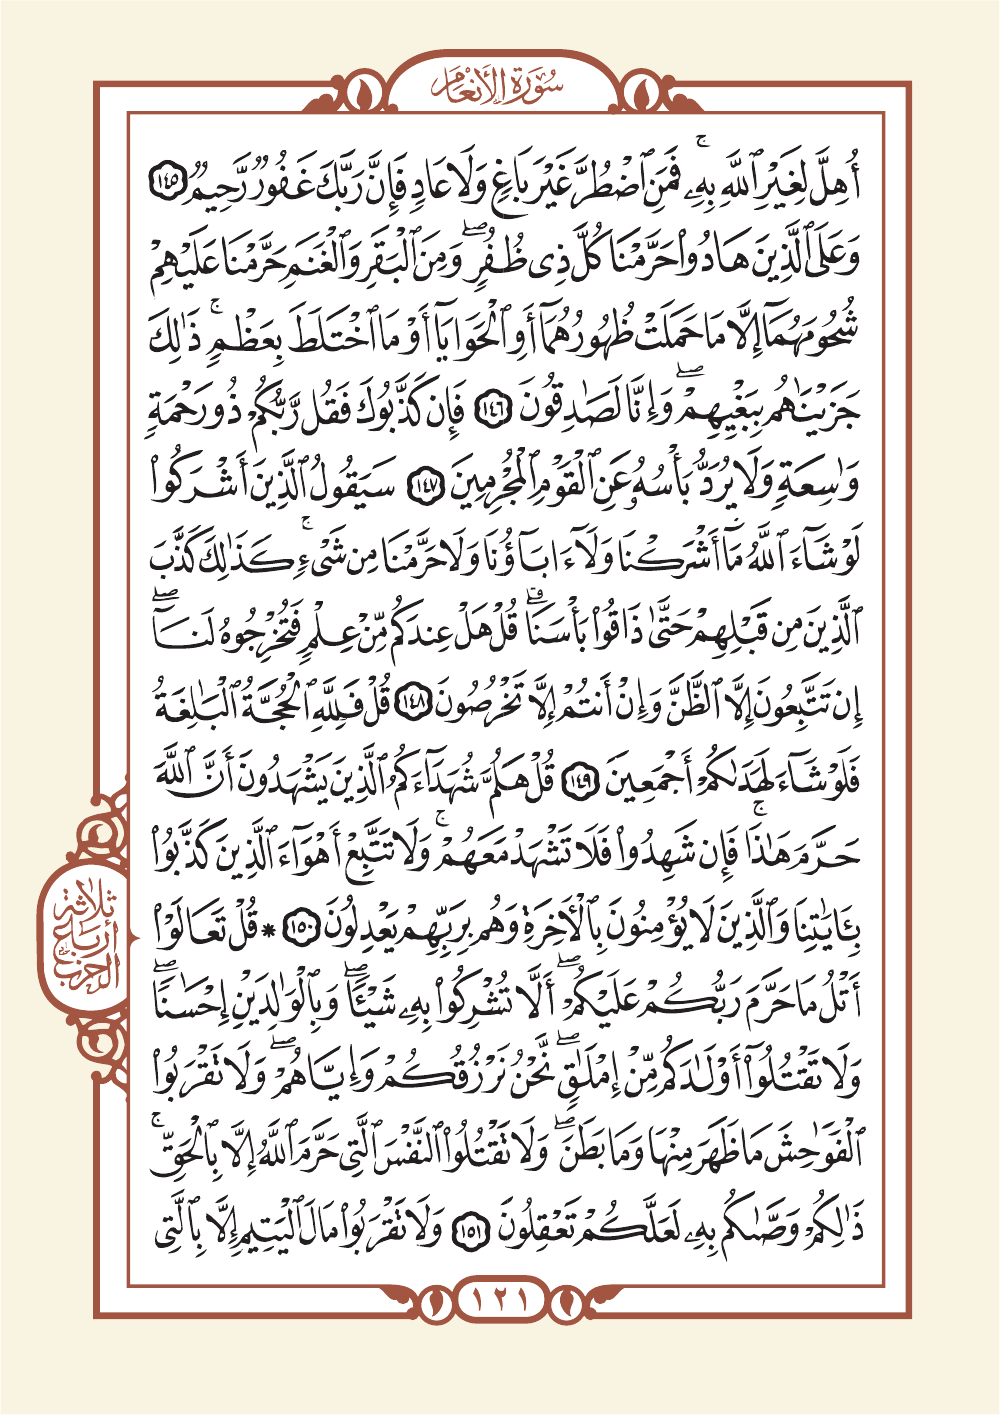 سورة الأنعام
أُهِلَّ لِغَيْرِ ٱللَّهِ بِهِۦۚ فَمَنِ ٱضْطُرَّ غَيْرَ بَاغٍ وَلَا عَادٍ فَإِنَّ رَبَّكَ غَفُورٌ رَّحِيمٌ ١٤٥
وَعَلَى ٱلَّذِينَ هَادُوا۟ حَرَّمْنَا كُلَّ ذِى ظُفُرٍۖ وَمِنَ ٱلْبَقَرِ وَٱلْغَنَمِ حَرَّمْنَا عَلَيْهِمْ
شُحُومَهُمَآ إِلَّا مَا حَمَلَتْ ظُهُورُهُمَآ أَوِ ٱلْحَوَايَآ أَوْ مَا ٱخْتَلَطَ بِعَظْمٍۚ ذَٰلِكَ
جَزَيْنَٰهُم بِبَغْيِهِمْۖ وَإِنَّا لَصَٰدِقُونَ ١٤٦ فَإِن كَذَّبُوكَ فَقُل رَّبُّكُمْ ذُو رَحْمَةٍ
وَٰسِعَةٍ وَلَا يُرَدُّ بَأْسُهُۥ عَنِ ٱلْقَوْمِ ٱلْمُجْرِمِينَ ١٤٧ سَيَقُولُ ٱلَّذِينَ أَشْرَكُوا۟
لَوْ شَآءَ ٱللَّهُ مَآ أَشْرَكْنَا وَلَآ ءَابَآؤُنَا وَلَا حَرَّمْنَا مِن شَىْءٍۚ كَذَٰلِكَ كَذَّبَ
ٱلَّذِينَ مِن قَبْلِهِمْ حَتَّىٰ ذَاقُوا۟ بَأْسَنَاۗ قُلْ هَلْ عِندَكُم مِّنْ عِلْمٍ فَتُخْرِجُوهُ لَنَآۖ
إِن تَتَّبِعُونَ إِلَّا ٱلظَّنَّ وَإِنْ أَنتُمْ إِلَّا تَخْرُصُونَ ١٤٨ قُلْ فَلِلَّهِ ٱلْحُجَّةُ ٱلْبَٰلِغَةُ
فَلَوْ شَآءَ لَهَدَىٰكُمْ أَجْمَعِينَ ١٤٩ قُلْ هَلُمَّ شُهَدَآءَكُمُ ٱلَّذِينَ يَشْهَدُونَ أَنَّ ٱللَّهَ
حَرَّمَ هَٰذَاۖ فَإِن شَهِدُوا۟ فَلَا تَشْهَدْ مَعَهُمْۚ وَلَا تَتَّبِعْ أَهْوَآءَ ٱلَّذِينَ كَذَّبُوا۟
بِـَٔايَٰتِنَا وَٱلَّذِينَ لَا يُؤْمِنُونَ بِٱلْـَٔاخِرَةِ وَهُم بِرَبِّهِمْ يَعْدِلُونَ ١٥٠ * قُلْ تَعَالَوْا۟
ثلاثة
أرباع
الحزب
أَتْلُ مَا حَرَّمَ رَبُّكُمْ عَلَيْكُمْۖ أَلَّا تُشْرِكُوا۟ بِهِۦ شَيْـًٔاۖ وَبِٱلْوَٰلِدَيْنِ إِحْسَٰنًاۖ
وَلَا تَقْتُلُوٓا۟ أَوْلَٰدَكُم مِّنْ إِمْلَٰقٍۖ نَّحْنُ نَرْزُقُكُمْ وَإِيَّاهُمْۖ وَلَا تَقْرَبُوا۟
ٱلْفَوَٰحِشَ مَا ظَهَرَ مِنْهَا وَمَا بَطَنَۖ وَلَا تَقْتُلُوا۟ ٱلنَّفْسَ ٱلَّتِى حَرَّمَ ٱللَّهُ إِلَّا بِٱلْحَقِّۚ
ذَٰلِكُمْ وَصَّىٰكُم بِهِۦ لَعَلَّكُمْ تَعْقِلُونَ ١٥١ وَلَا تَقْرَبُوا۟ مَالَ ٱلْيَتِيمِ إِلَّا بِٱلَّتِى
١٢١